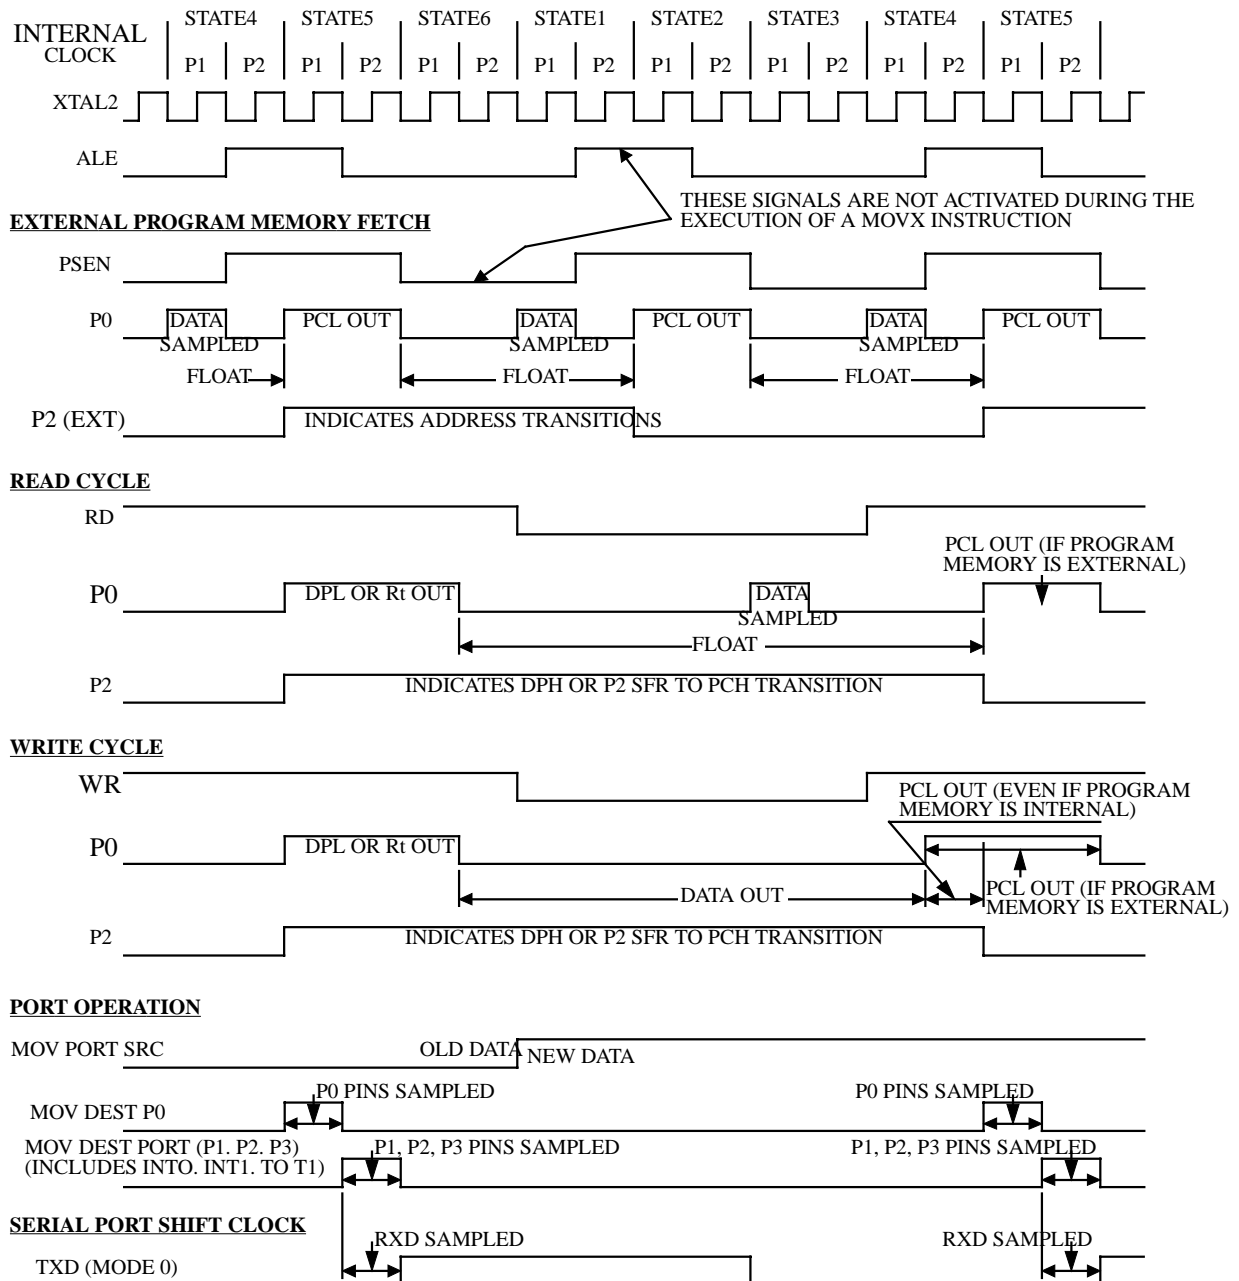 STATE4 STATE5 STATE6 STATE1 STATE2 STATE3 STATE4 STATE5
INTERNAL
CLOCK
P1 P2 P1 P2 P1 P2 P1 P2 P1 P2 P1 P2 P1 P2 P1 P2
XTAL2
ALE
THESE SIGNALS ARE NOT ACTIVATED DURING THE
EXECUTION OF A MOVX INSTRUCTION
EXTERNAL PROGRAM MEMORY FETCH
PSEN
P0 DATA PCL OUT DATA PCL OUT DATA PCL OUT
SAMPLED SAMPLED SAMPLED
FLOAT FLOAT FLOAT
P2 (EXT) INDICATES ADDRESS TRANSITIONS
READ CYCLE
RD
PCL OUT (IF PROGRAM
MEMORY IS EXTERNAL)
P0 DPL OR Rt OUT DATA
SAMPLED
FLOAT
P2 INDICATES DPH OR P2 SFR TO PCH TRANSITION
WRITE CYCLE
WR
PCL OUT (EVEN IF PROGRAM
MEMORY IS INTERNAL)
P0 DPL OR Rt OUT
DATA OUT
PCL OUT (IF PROGRAM
MEMORY IS EXTERNAL)
P2 INDICATES DPH OR P2 SFR TO PCH TRANSITION
PORT OPERATION
MOV PORT SRC OLD DATA NEW DATA
P0 PINS SAMPLED P0 PINS SAMPLED
MOV DEST P0
MOV DEST PORT (P1. P2. P3) P1, P2, P3 PINS SAMPLED P1, P2, P3 PINS SAMPLED
(INCLUDES INTO. INT1. TO T1)
SERIAL PORT SHIFT CLOCK
RXD SAMPLED RXD SAMPLED
TXD (MODE 0)